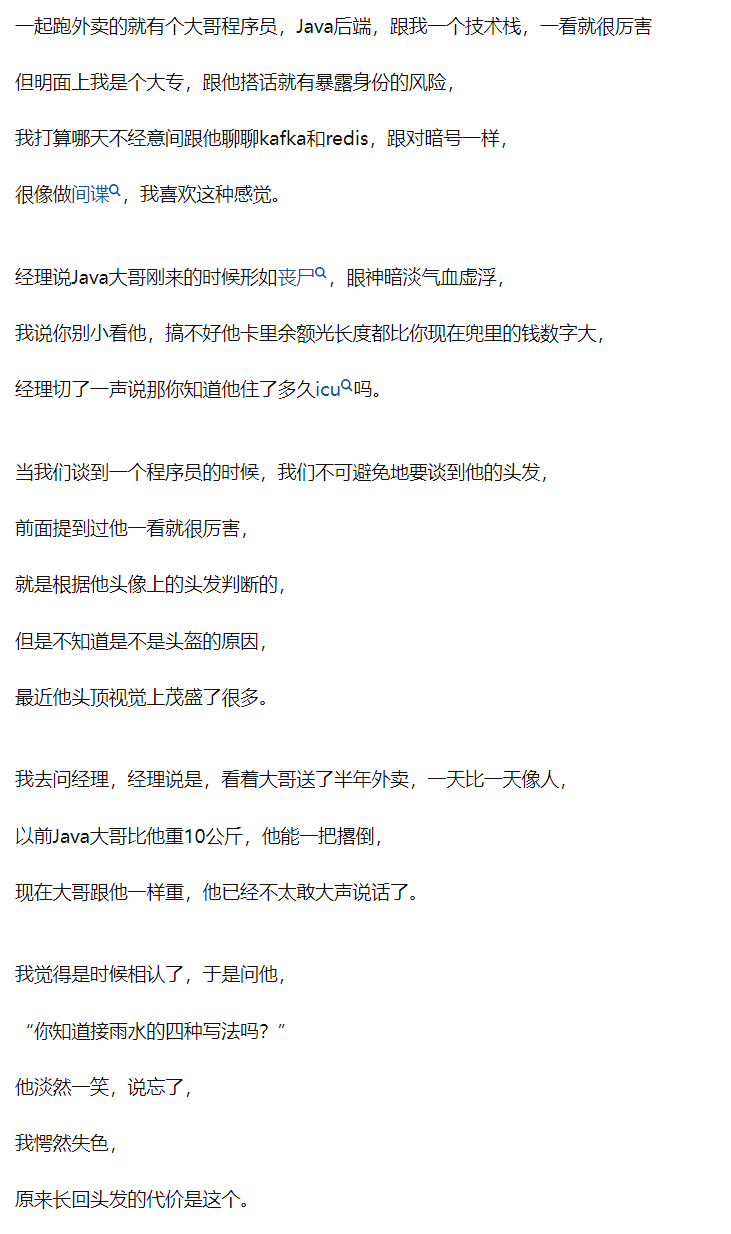 一起跑外卖的就有个大哥程序员，Java后端，跟我一个技术栈，一看就很厉害
但明面上我是个大专，跟他搭话就有暴露身份的风险，
我打算哪天不经意间跟他聊聊kafka和redis，跟对暗号一样，
很像做间谍，我喜欢这种感觉。
经理说Java大哥刚来的时候形如丧尸，眼神暗淡气血虚浮，
我说你别小看他，搞不好他卡里余额光长度都比你现在兜里的钱数字大，
经理切了一声说那你知道他住了多久icu吗。
当我们谈到一个程序员的时候，我们不可避免地要谈到他的头发，
前面提到过他一看就很厉害，
就是根据他头像上的头发判断的，
但是不知道是不是头盔的原因，
最近他头顶视觉上茂盛了很多。
我去问经理，经理说是，看着大哥送了半年外卖，一天比一天像人，
以前Java大哥比他重10公斤，他能一把撂倒，
现在大哥跟他一样重，他已经不太敢大声说话了。
我觉得是时候相认了，于是问他，
“你知道接雨水的四种写法吗？”
他淡然一笑，说忘了，
我愕然失色，
原来长回头发的代价是这个。